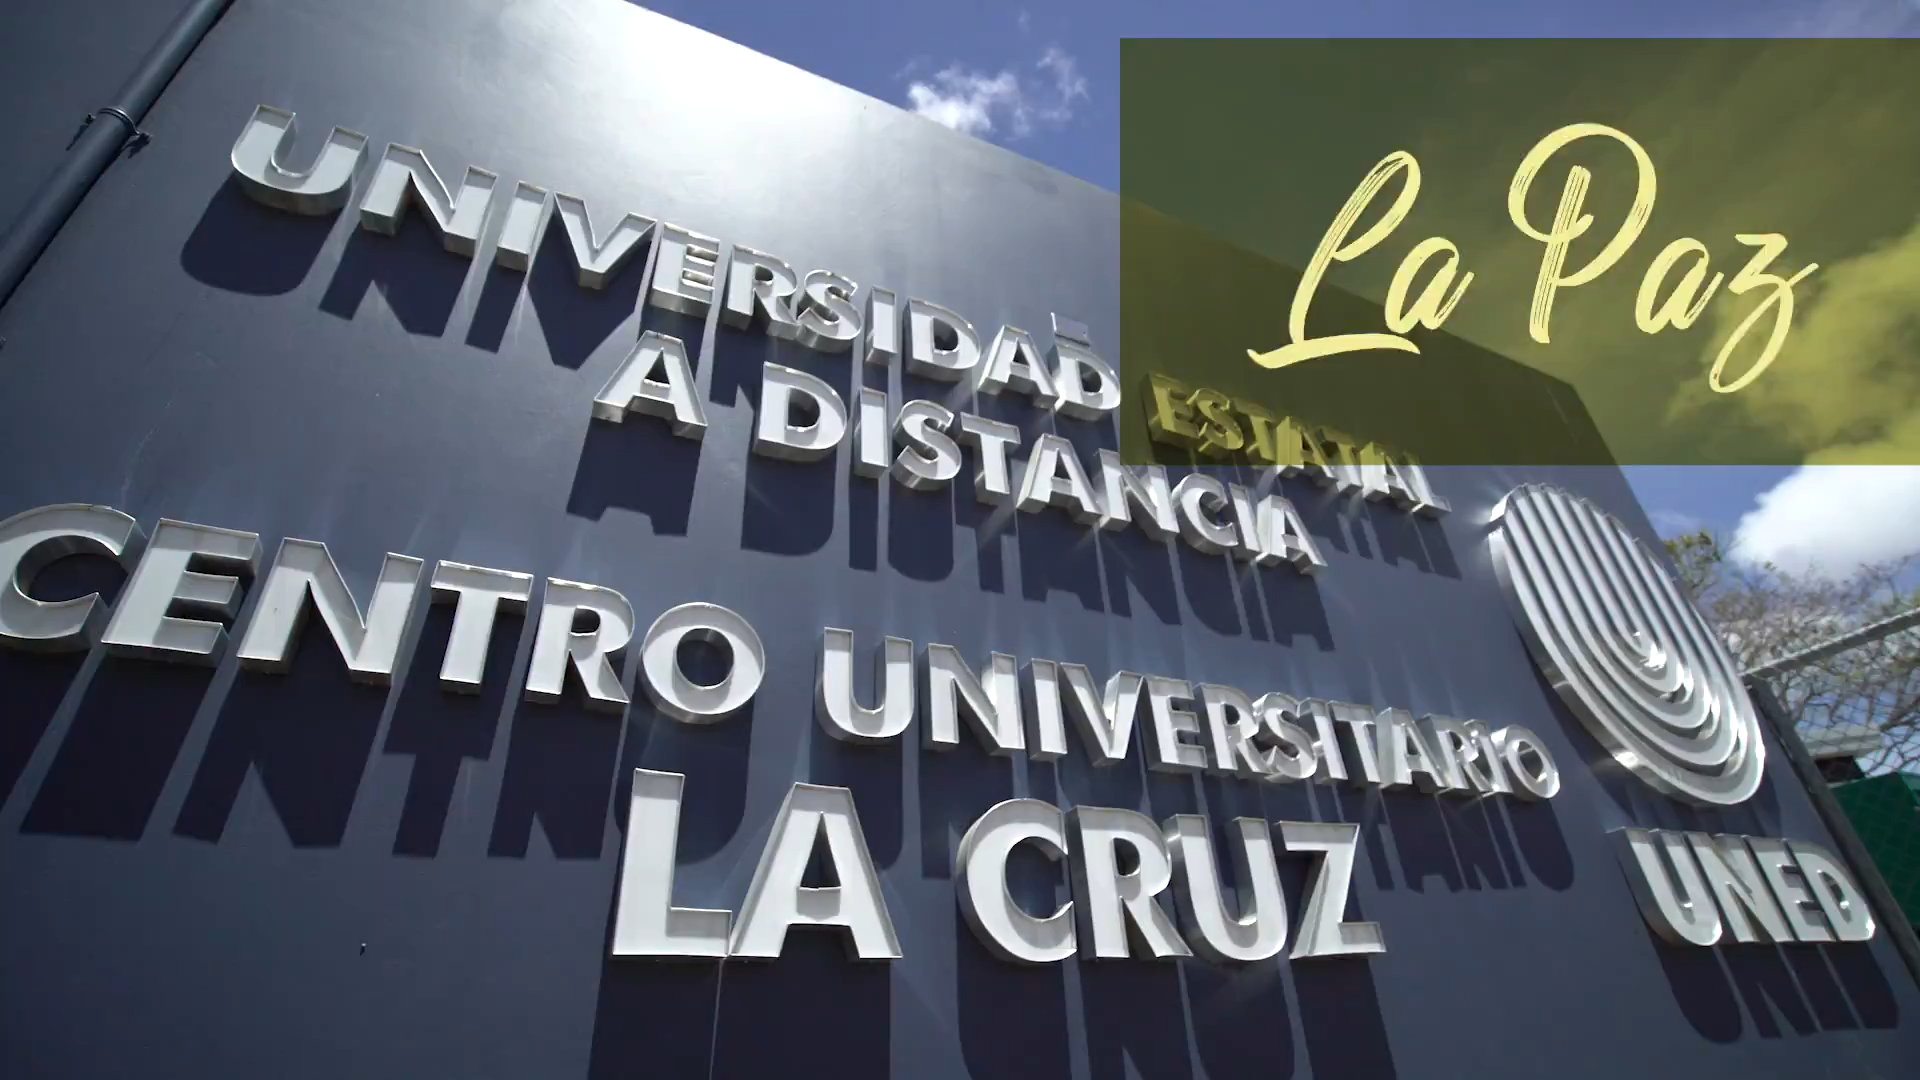 La Paz
UNIVERSIDAD ESTATAL
A DISTANCIA
CENTRO UNIVERSITARIO
LA CRUZ
UNED